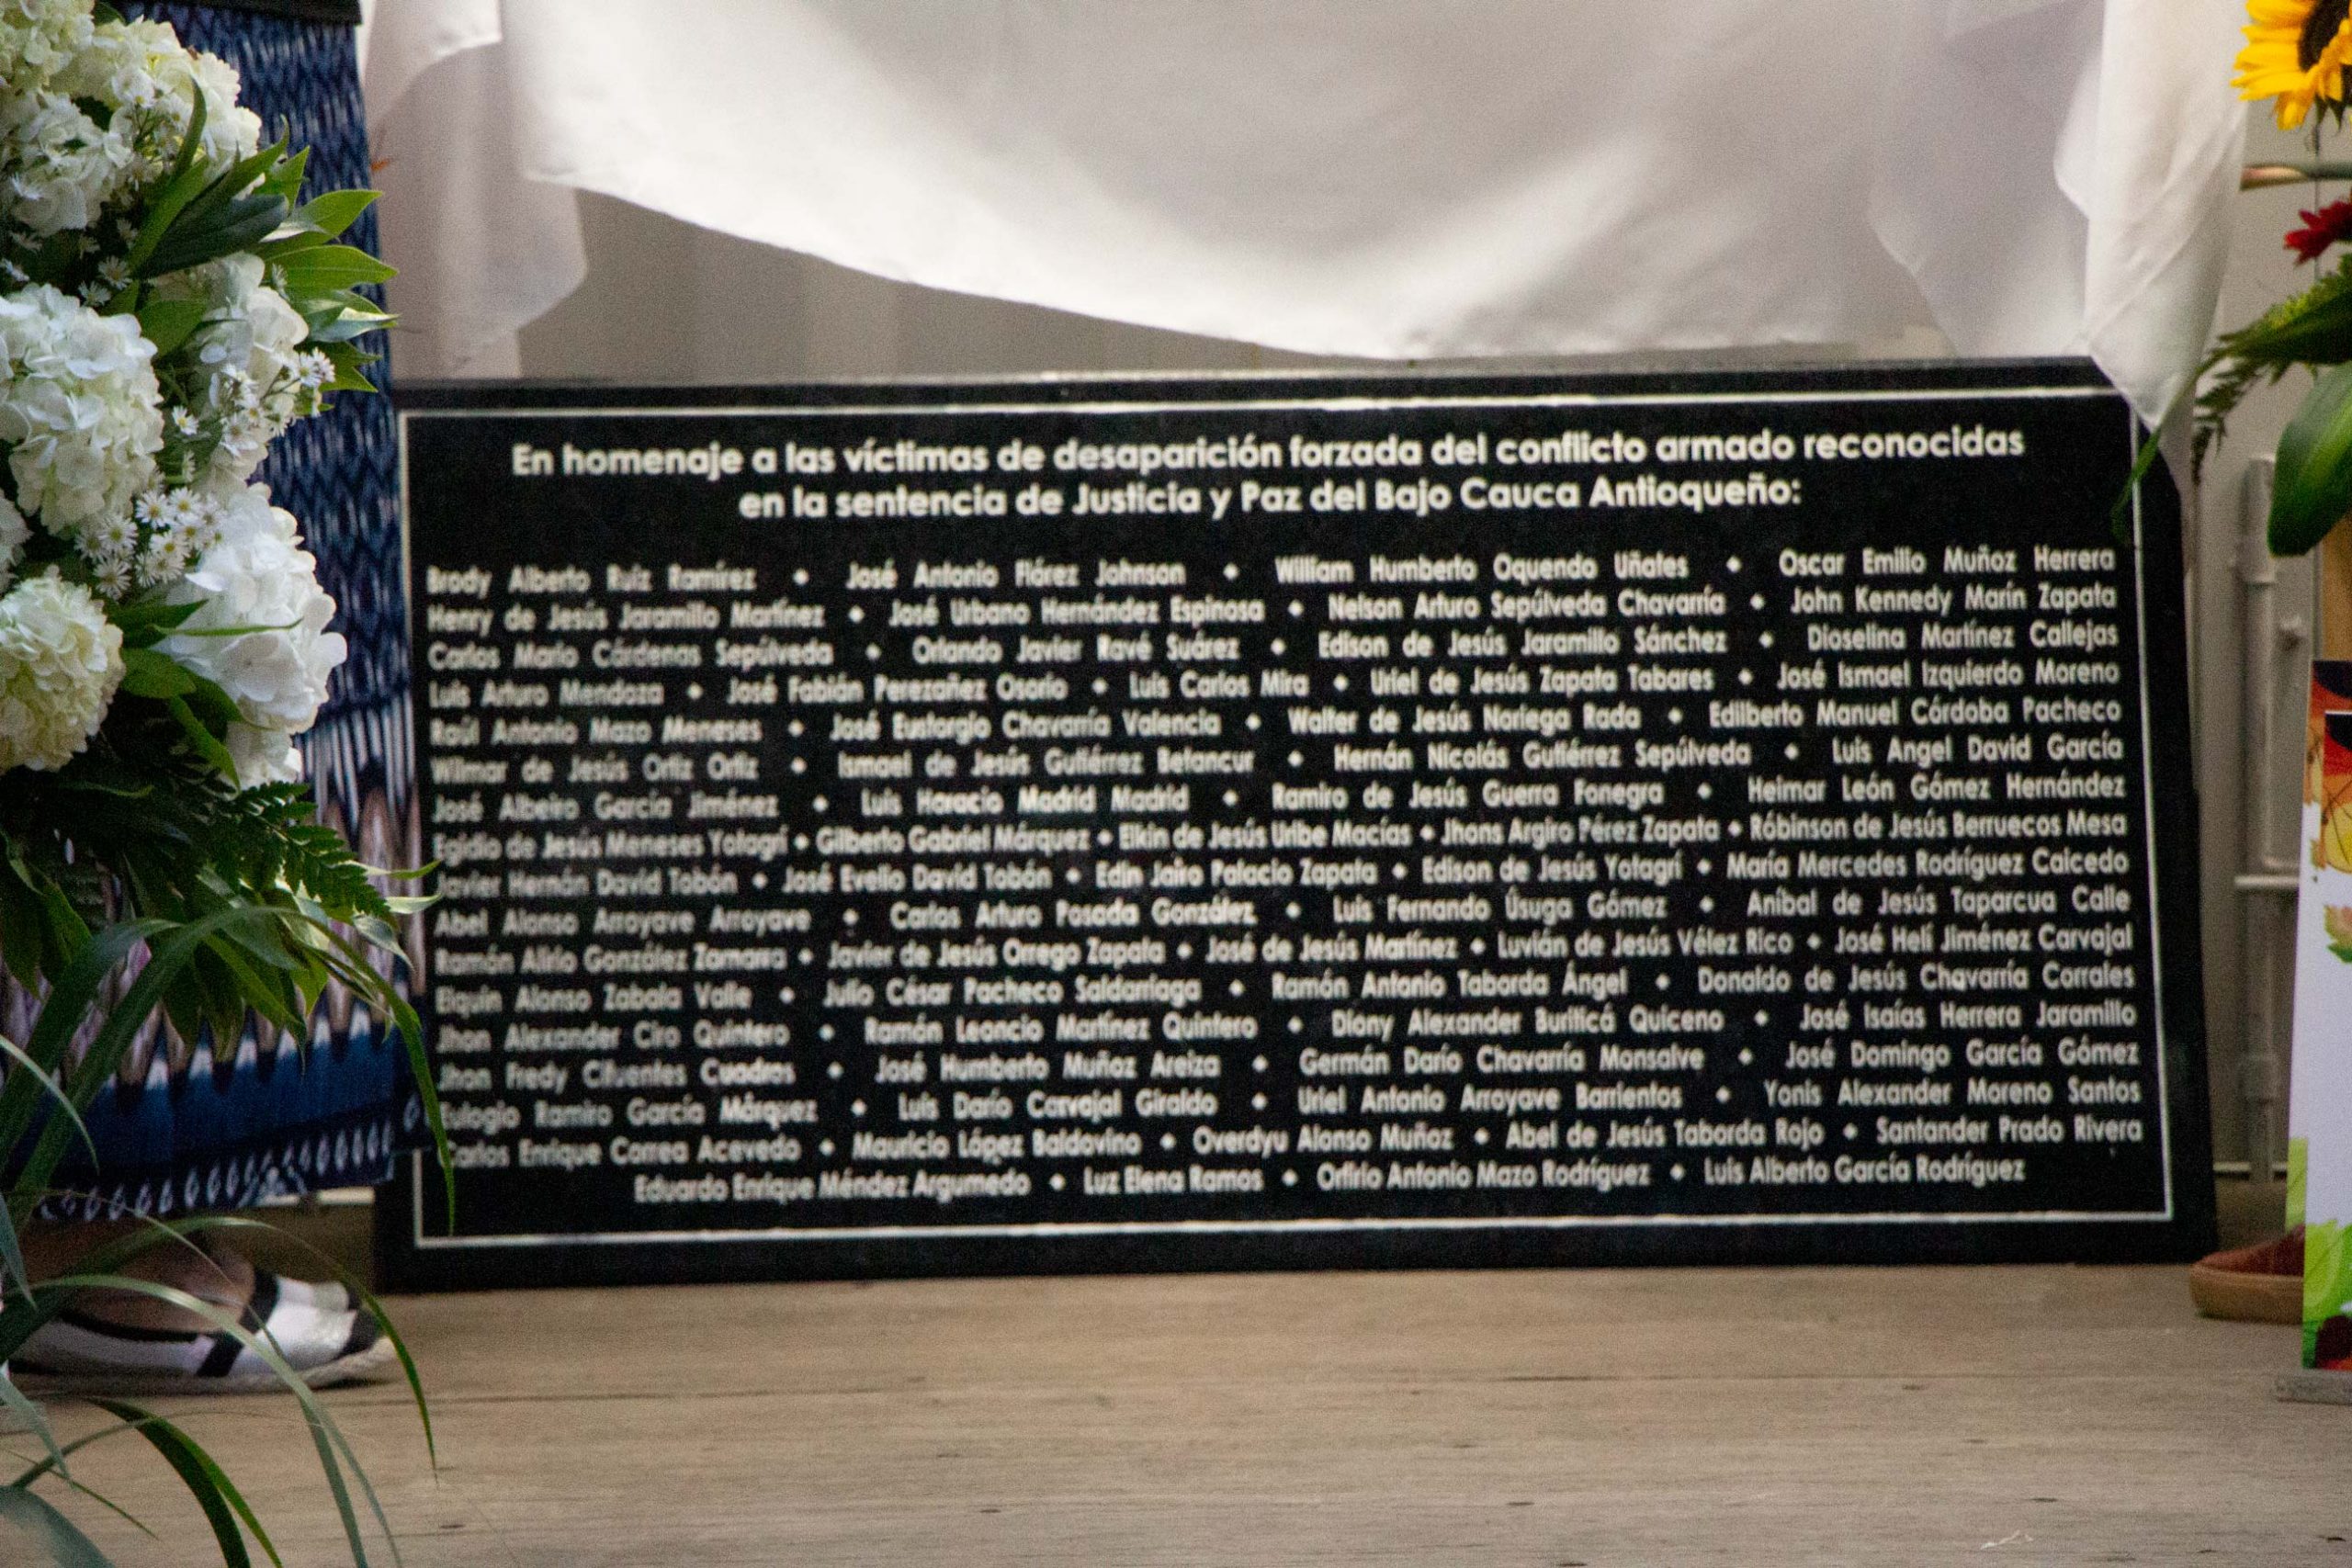 En homenaje a las víctimas de desaparición forzada del conflicto armado reconocidas
en la sentencia de Justicia y Paz del Bajo Cauca Antioqueño:
Brody Alberto Ruiz Ramírez • José Antonio Flórez Johnson • William Humberto Oquendo Uñates • Oscar Emilio Muñoz Herrera
Henry de Jesús Jaramillo Martínez • José Urbano Hernández Espinosa • Nelson Arturo Sepúlveda Chavarría • John Kennedy Marín Zapata
Carlos Mario Cárdenas Sepúlveda • Orlando Javier Ravé Suárez • Edison de Jesús Jaramillo Sánchez • Dioselina Martínez Callejas
Luis Arturo Mendoza • José Fabián Perezañez Osorio • Luis Carlos Mira • Uriel de Jesús Zapata Tabares • José Ismael Izquierdo Moreno
Raúl Antonio Mazo Meneses • José Eustorgio Chavarría Valencia • Walter de Jesús Noriega Rada • Edilberto Manuel Córdoba Pacheco
Wilmar de Jesús Ortiz Ortiz • Ismael de Jesús Gutiérrez Betancur • Hernán Nicolás Gutiérrez Sepúlveda • Luis Angel David García
José Albeiro García Jiménez • Luis Horacio Madrid Madrid • Ramiro de Jesús Guerra Fonegra • Heimar León Gómez Hernández
Egidio de Jesús Meneses Yotagrí • Gilberto Gabriel Márquez • Elkin de Jesús Uribe Macías • Jhons Argiro Pérez Zapata • Róbinson de Jesús Berruecos Mesa
Javier Hernán David Tobón • José Evelio David Tobón • Edin Jairo Palacio Zapata • Edison de Jesús Yotagrí • María Mercedes Rodríguez Caicedo
Abel Alonso Arroyave Arroyave • Carlos Arturo Posada González • Luis Fernando Úsuga Gómez • Aníbal de Jesús Taparcua Calle
Ramón Alirio González Zamarra • Javier de Jesús Orrego Zapata • José de Jesús Martínez • Luvián de Jesús Vélez Rico • José Helí Jiménez Carvajal
Elquin Alonso Zabala Valle • Julio César Pacheco Saldarriaga • Ramón Antonio Taborda Ángel • Donaldo de Jesús Chavarría Corrales
Jhon Alexander Ciro Quintero • Ramón Leoncio Martínez Quintero • Diony Alexander Buriticá Quiceno • José Isaías Herrera Jaramillo
Jhon Fredy Cifuentes Cuadros • José Humberto Muñoz Areiza • Germán Darío Chavarría Monsalve • José Domingo García Gómez
Eulogio Ramiro García Márquez • Luis Darío Carvajal Giraldo • Uriel Antonio Arroyave Barrientos • Yonis Alexander Moreno Santos
Carlos Enrique Correa Acevedo • Mauricio López Baldovino • Overdyu Alonso Muñoz • Abel de Jesús Taborda Rojo • Santander Prado Rivera
Eduardo Enrique Méndez Argumedo • Luz Elena Ramos • Orfirio Antonio Mazo Rodríguez • Luis Alberto García Rodríguez